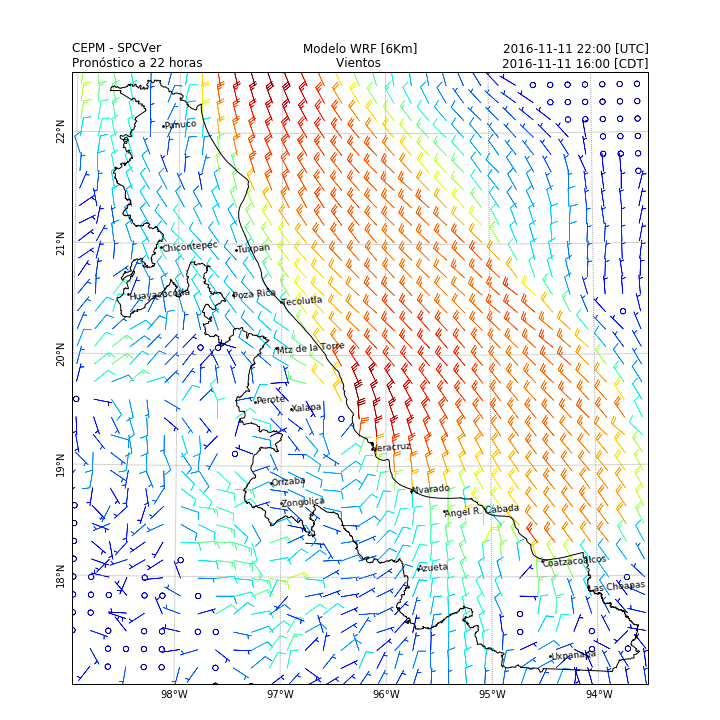 CEPM - SPCVer
Modelo WRF [6Km]
2016-11-11 22:00 [UTC]
Pronóstico a 22 horas
Vientos
2016-11-11 16:00 [CDT]
22°N
Panuco
21°N
Chicontepec
Tuxpan
Huayacocotla
Poza Rica
Tecolutla
20°N
Mtz de la Torre
Perote
Xalapa
19°N
Veracruz
Orizaba
Alvarado
Zongolica
Angel R. Cabada
18°N
Azueta
Coatzacoalcos
Las Choapas
Uxpanapa
98°W
97°W
96°W
95°W
94°W